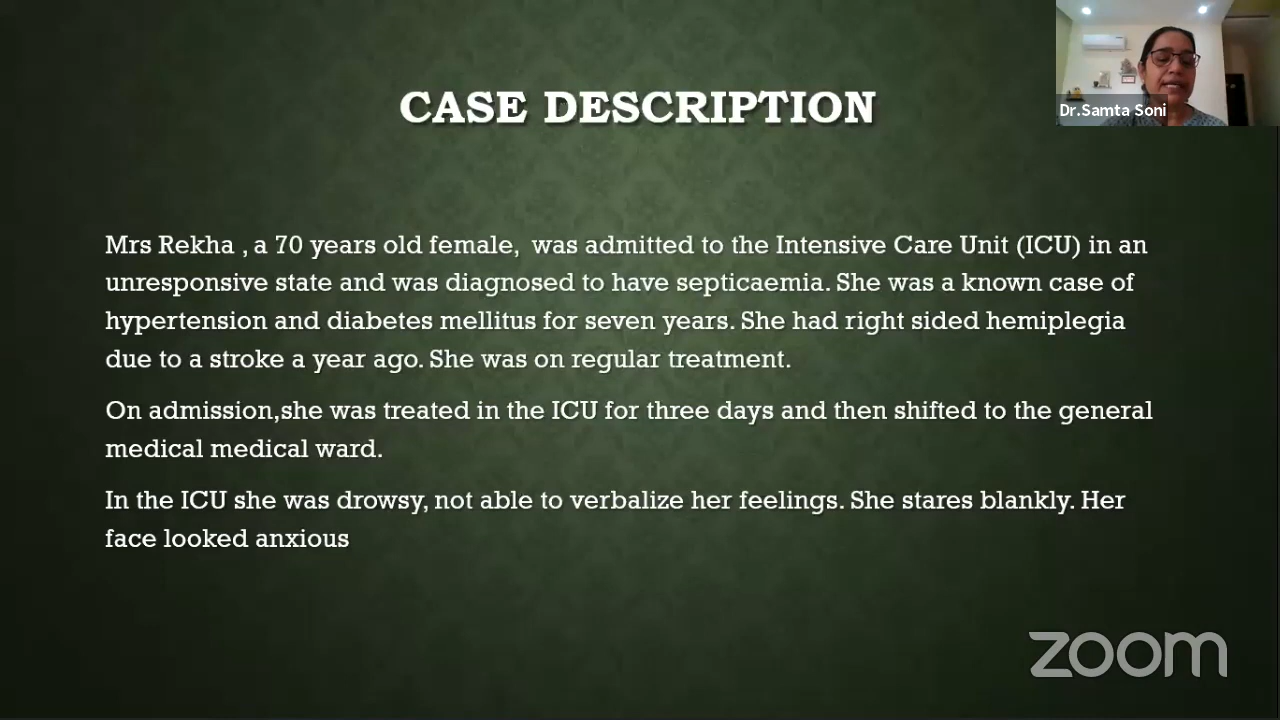 CASE DESCRIPTION
Dr.Samta Soni
Mrs Rekha , a 70 years old female, was admitted to the Intensive Care Unit (ICU) in an
unresponsive state and was diagnosed to have septicaemia. She was a known case of
hypertension and diabetes mellitus for seven years. She had right sided hemiplegia
due to a stroke a year ago. She was on regular treatment.
On admission,she was treated in the ICU for three days and then shifted to the general
medical medical ward.
In the ICU she was drowsy, not able to verbalize her feelings. She stares blankly. Her
face looked anxious
zoom